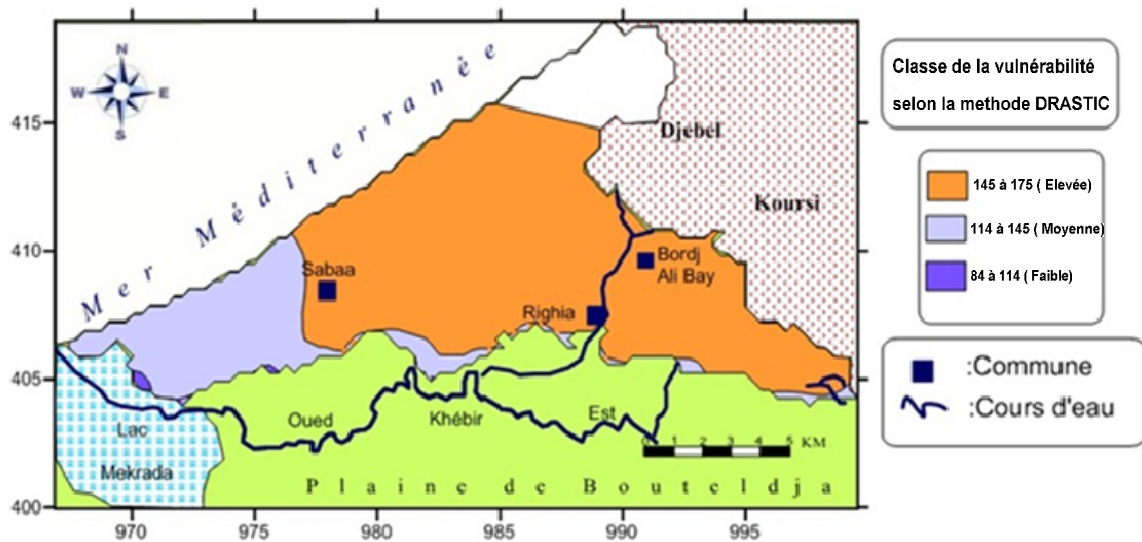 N
W E
S
Mer Méditerranée
Djebel
Koursi
Sabaa
Bordj
Ali Bay
Righia
Oued Khébir Est
Lac
Mekradla
Plaine de Bouteldja
0 1 2 3 4 5 KM
415
410
405
400
970 975 980 985 990 995
Classe de la vulnérabilité
selon la methode DRASTIC
145 à 175 ( Elevée)
114 à 145 ( Moyenne)
84 à 114 ( Faible)
:Commune
:Cours d'eau